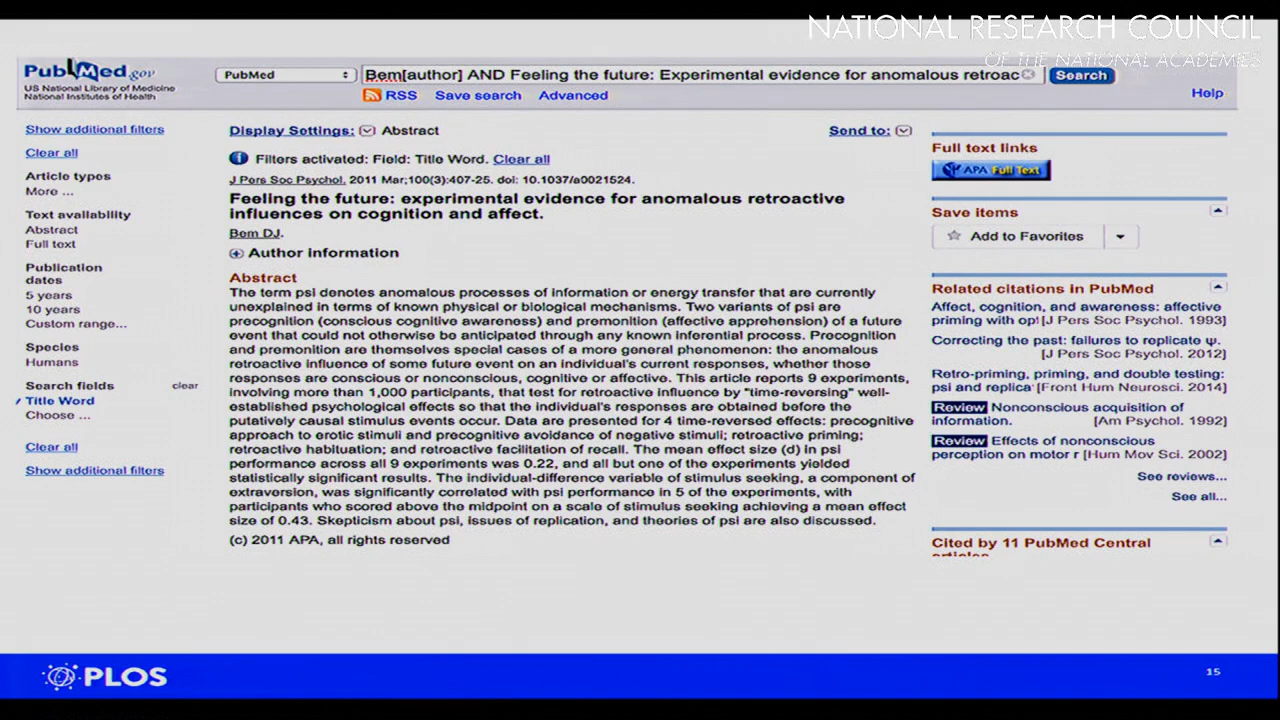 NATIONAL RESEARCH COUNCIL
OF THE NATIONAL ACADEMIES
PubMed.gov
US National Library of Medicine
National Institutes of Health
PubMed
Bem[author] AND Feeling the future: Experimental evidence for anomalous retroac
Search
RSS Save search Advanced
Help
Show additional filters
Clear all
Article types
More ...
Text availability
Abstract
Full text
Publication
dates
5 years
10 years
Custom range...
Species
Humans
Search fields clear
Title Word
Choose ...
Clear all
Show additional filters
Display Settings: Abstract
Send to:
Filters activated: Field: Title Word. Clear all
J Pers Soc Psychol. 2011 Mar;100(3):407-25. doi: 10.1037/a0021524.
Feeling the future: experimental evidence for anomalous retroactive
influences on cognition and affect.
Bem DJ.
Author information
Abstract
The term psi denotes anomalous processes of information or energy transfer that are currently
unexplained in terms of known physical or biological mechanisms. Two variants of psi are
precognition (conscious cognitive awareness) and premonition (affective apprehension) of a future
event that could not otherwise be anticipated through any known inferential process. Precognition
and premonition are themselves special cases of a more general phenomenon: the anomalous
retroactive influence of some future event on an individual's current responses, whether those
responses are conscious or nonconscious, cognitive or affective. This article reports 9 experiments,
involving more than 1,000 participants, that test for retroactive influence by "time-reversing" well-
established psychological effects so that the individual's responses are obtained before the
putatively causal stimulus events occur. Data are presented for 4 time-reversed effects: precognitive
approach to erotic stimuli and precognitive avoidance of negative stimuli; retroactive priming;
retroactive habituation; and retroactive facilitation of recall. The mean effect size (d) in psi
performance across all 9 experiments was 0.22, and all but one of the experiments yielded
statistically significant results. The individual-difference variable of stimulus seeking, a component of
extraversion, was significantly correlated with psi performance in 5 of the experiments, with
participants who scored above the midpoint on a scale of stimulus seeking achieving a mean effect
size of 0.43. Skepticism about psi, issues of replication, and theories of psi are also discussed.
(c) 2011 APA, all rights reserved
Full text links
APA Full Text
Save items
Add to Favorites
Related citations in PubMed
Affect, cognition, and awareness: affective
priming with op [J Pers Soc Psychol. 1993]
Correcting the past: failures to replicate ψ.
[J Pers Soc Psychol. 2012]
Retro-priming, priming, and double testing:
psi and replica [Front Hum Neurosci. 2014]
Review Nonconscious acquisition of
information. [Am Psychol. 1992]
Review Effects of nonconscious
perception on motor r [Hum Mov Sci. 2002]
See reviews...
See all...
Cited by 11 PubMed Central
articles
PLOS
15